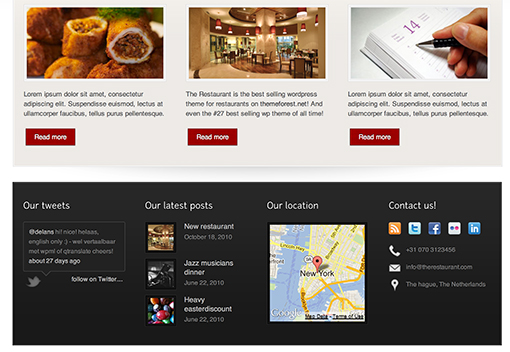 14
Lorem ipsum dolor sit amet, consectetur
adipiscing elit. Suspendisse euismod, lectus at
ullamcorper faucibus, tellus purus pelientesque.
Read more
The Restaurant is the best selling wordpress
theme for restaurants on themeforest.net! And
even the #27 best selling wp theme of all time!
Read more
Lorem ipsum dolor sit amet, consectetur
adipiscing elit. Suspendisse euismod, lectus at
ullamcorper faucibus, tellus purus pelientesque.
Read more
Our tweets
@delans hi! nice! helaas,
english only :) - wel vertaalbaar
met wpml of qtranslate cheers!
about 27 days ago
follow on Twitter...
Our latest posts
New restaurant
October 18, 2010
Jazz musicians
dinner
June 22, 2010
Heavy
easterdiscount
June 22, 2010
Our location
New York
Google
Map Data - Terms of Use
Contact us!
+31 070 3123456
info@therestaurant.com
The hague, The Netherlands